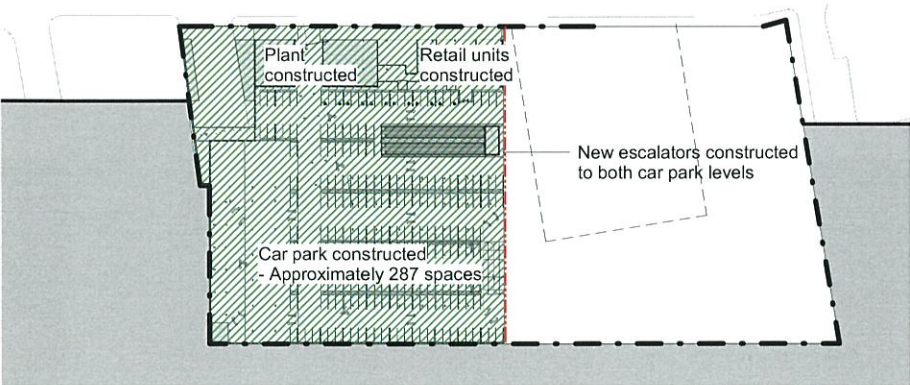 Plant
constructed
Retail units
constructed
New escalators constructed
to both car park levels
Car park constructed
- Approximately 287 spaces